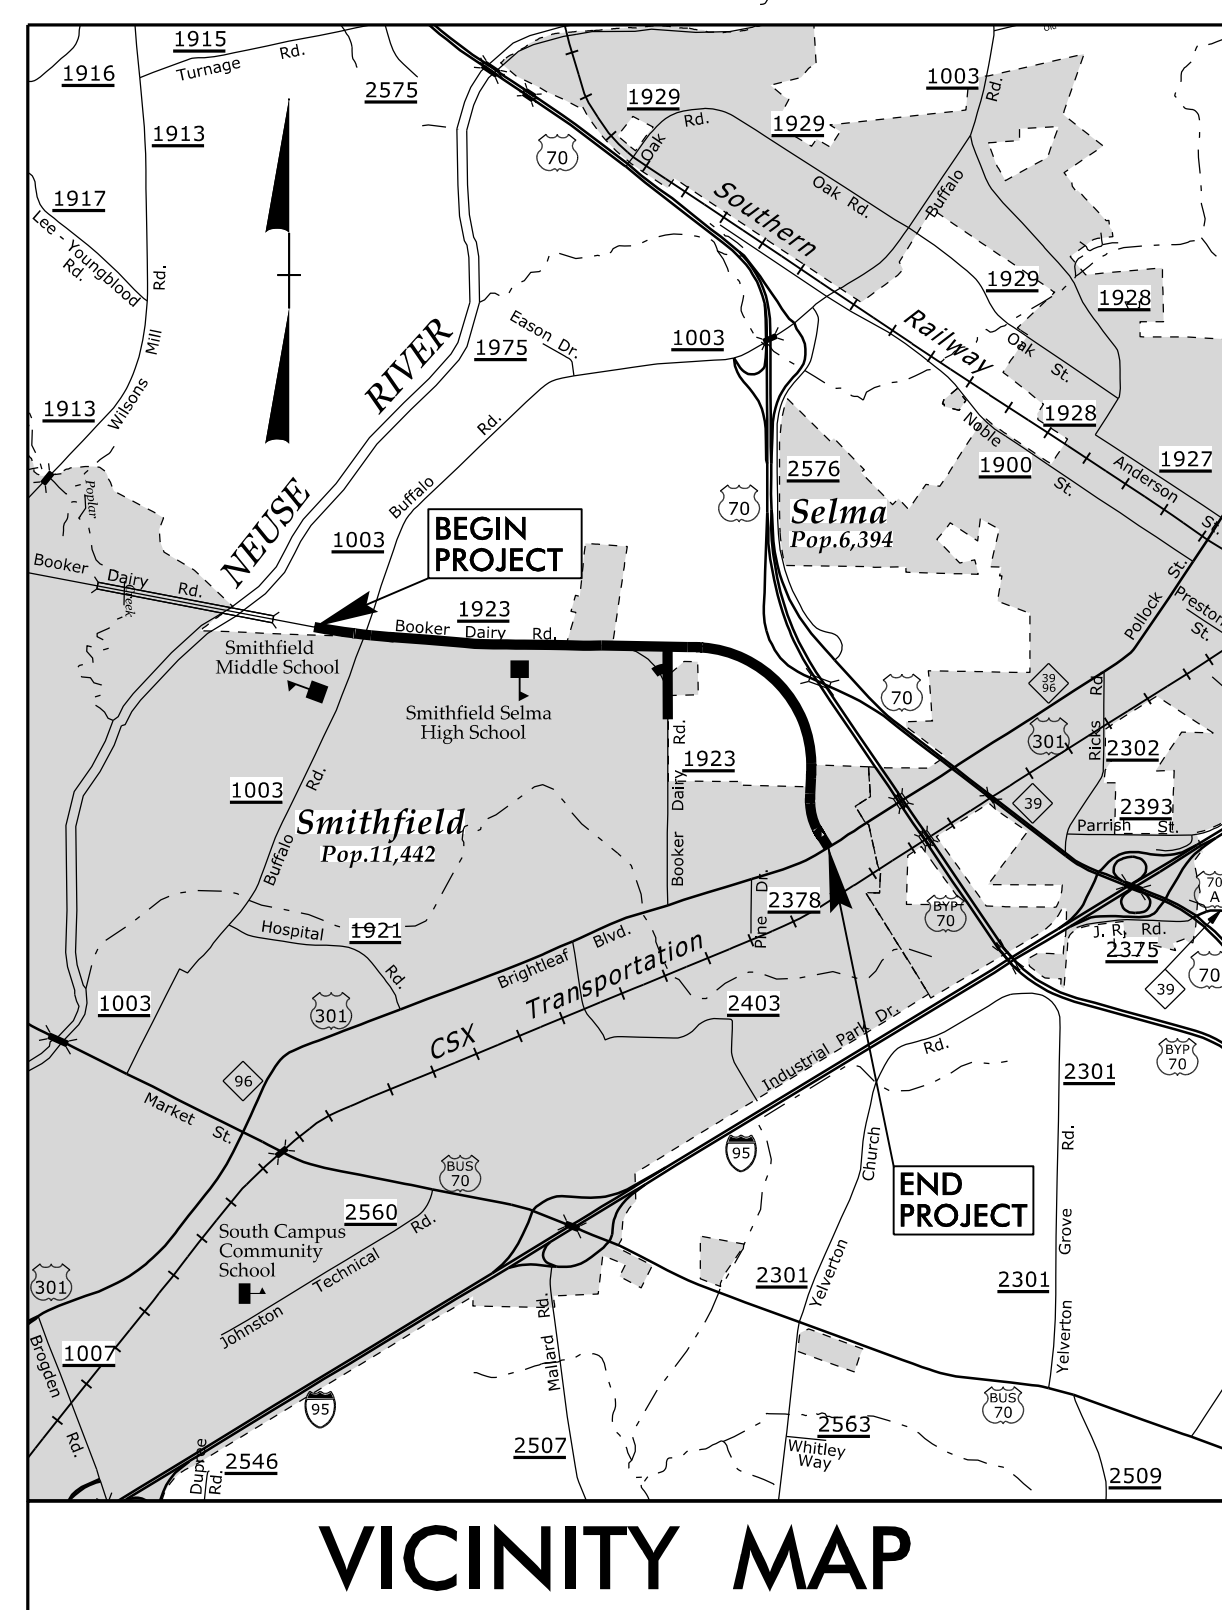 1915
Turnage Rd.
1916
2575
1913
1929
Oak Rd.
1929
1003
Rd.
Buffalo
70
1917
Lee - Youngblood
Rd.
Rd.
Mill
Wilsons
1913
Southern
Railway
Oak Rd.
1929
1928
Oak St.
1928
Eason Dr.
1975
1003
RIVER
NEUSE
Rd.
Buffalo
1003
Noble St.
1900
Anderson St.
1927
2576
70
Selma
Pop.6,394
Poplar
Creek
BEGIN
PROJECT
Booker Dairy Rd.
1923
Booker Dairy Rd.
Smithfield
Middle School
Smithfield Selma
High School
Pollock St.
Preston
St.
39
96
70
301
Ricks Rd.
2302
39
2393
Parrish St.
1923
Booker Dairy Rd.
1003
Buffalo Rd.
Smithfield
Pop.11,442
Pine Dr.
2378
BYP
70
70
A
J. R. Rd.
2375
70
39
Hospital Rd.
1921
Brightleaf Blvd.
CSX Transportation
1003
301
2403
Industrial Park Dr.
Rd.
BYP
70
2301
96
Market St.
BUS
70
95
Church
Yelverton
Rd.
Grove
Yelverton
END
PROJECT
2560
South Campus
Community
School
Johnston Technical Rd.
301
2301
2301
Mallard Rd.
1007
Brogden Rd.
95
BUS
70
2563
Whitley
Way
2507
2546
Dupree
Rd.
2509
VICINITY MAP